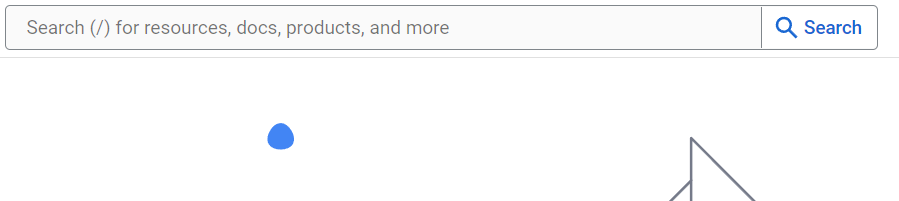 Search (/) for resources, docs, products, and more
Search